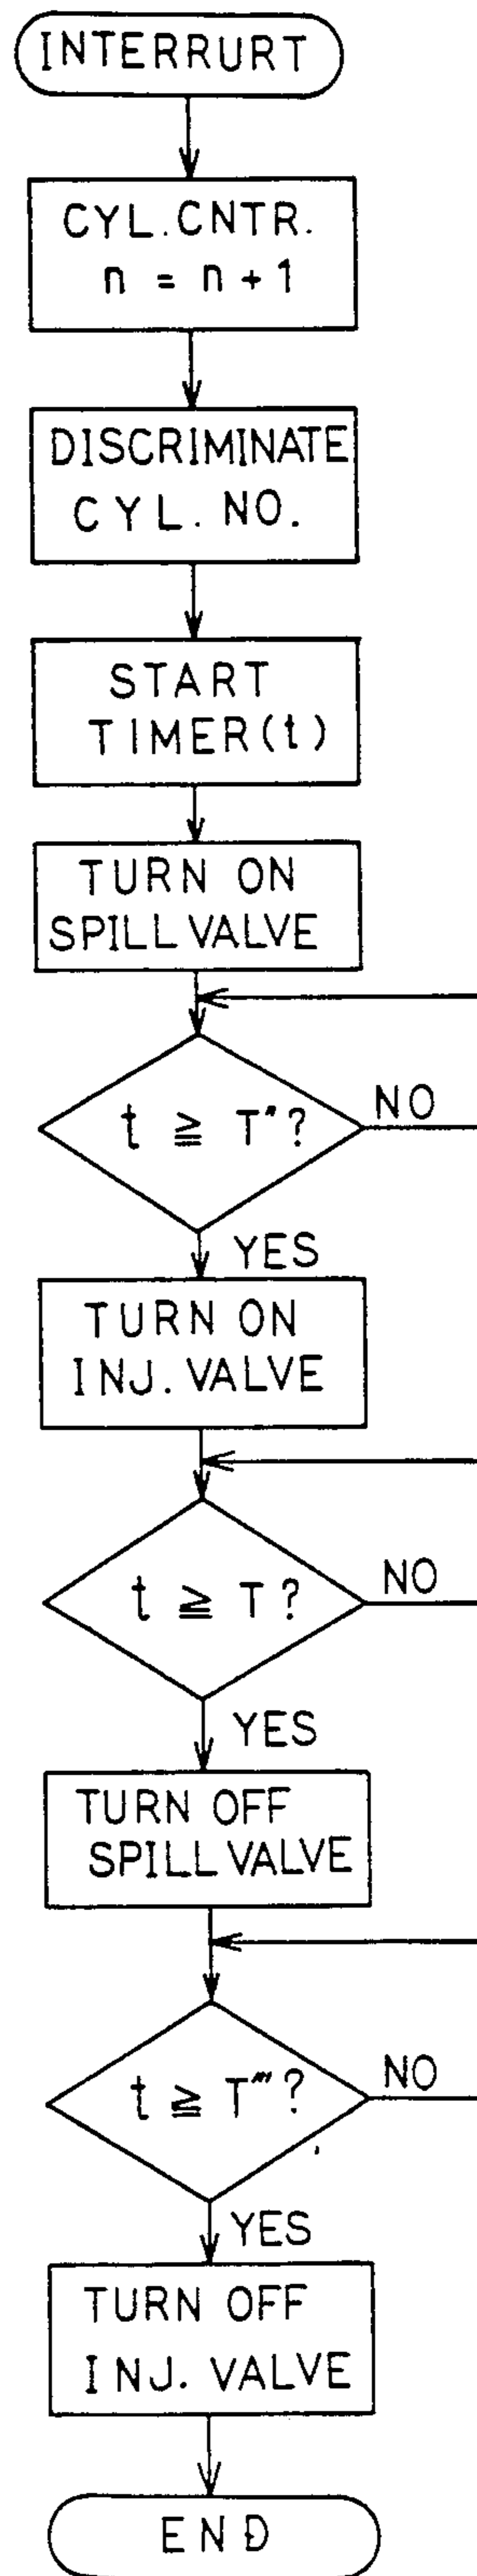 INTERRURT
CYL.CNTR.
n = n + 1
DISCRIMINATE
CYL. NO.
START
TIMER(t)
TURN ON
SPILL VALVE
t ≧ T"?
NO
YES
TURN ON
INJ. VALVE
t ≧ T?
NO
YES
TURN OFF
SPILL VALVE
t ≧ T"'?
NO
YES
TURN OFF
INJ. VALVE
END